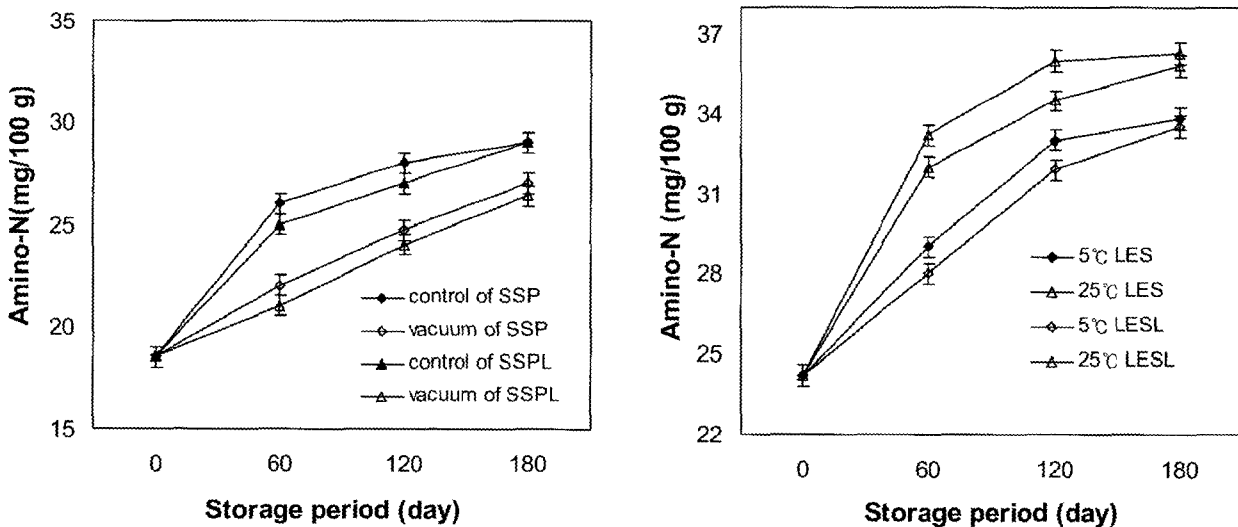 35
30
25
20
15
Amino-N(mg/100 g)
control of SSP
vacuum of SSP
control of SSPL
vacuum of SSPL
0 60 120 180
Storage period (day)
37
34
31
28
25
22
Amino-N (mg/100 g)
5℃ LES
25℃ LES
5℃ LESL
25℃ LESL
0 60 120 180
Storage period (day)